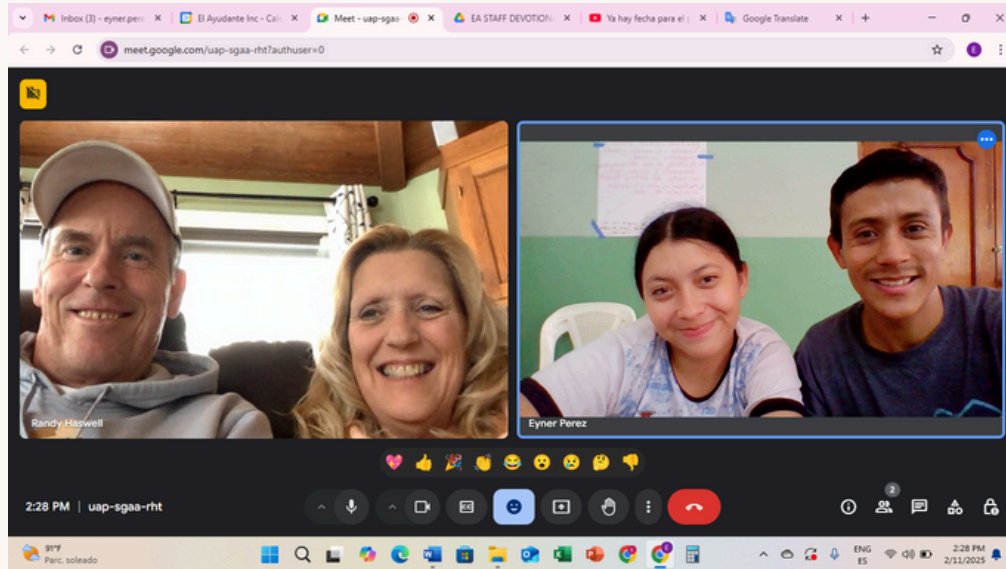 Inbox (3) - eyner.pere
El Ayudante Inc - Cale
Meet - uap-sgaa-
EA STAFF DEVOTION
Ya hay fecha para el
Google Translate
meet.google.com/uap-sgaa-rht?authuser=0
E
Randy Haswell
Eyner Perez
2:28 PM | uap-sgaa-rht
CC
2
91°F
Parc. soleado
ENG
ES
2:28 PM
2/11/2025